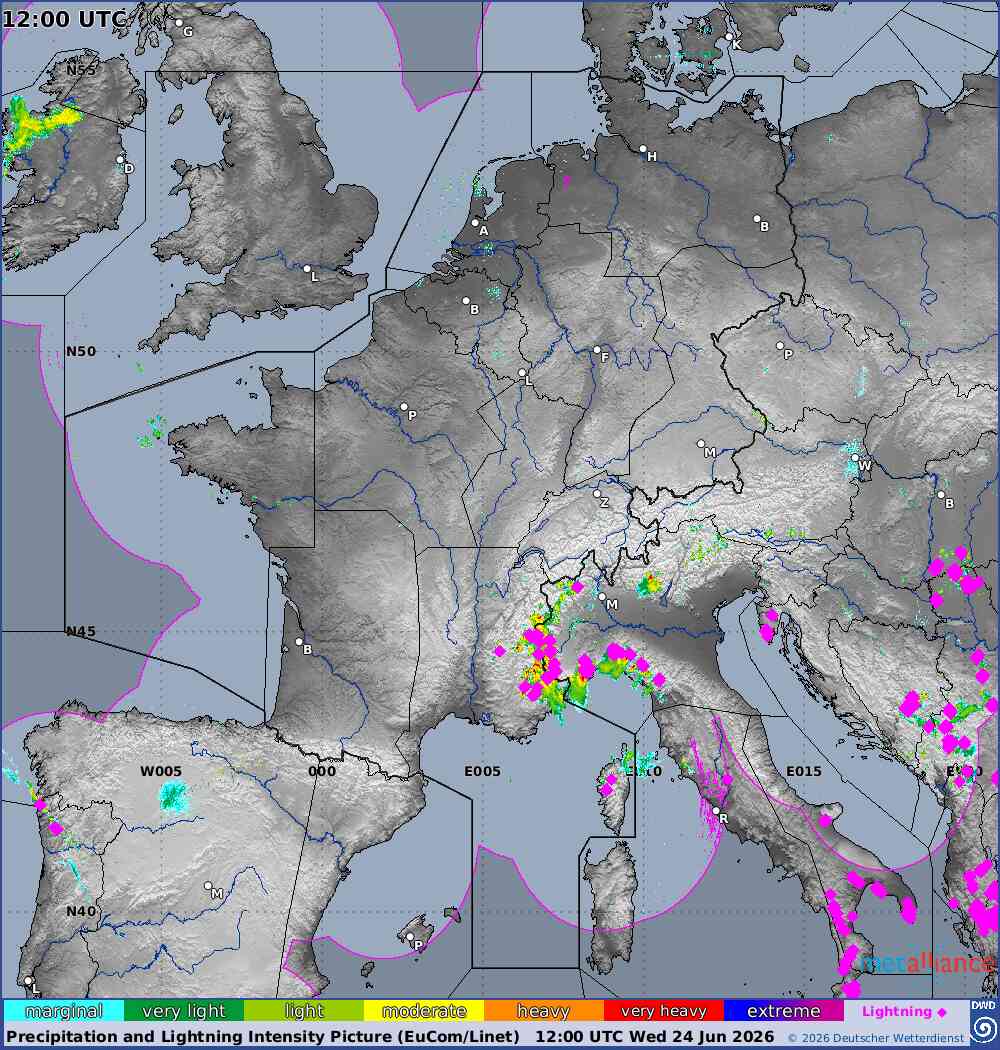 12:00 UTC
G
K
N55
D
H
A
B
L
B
N50
F
P
L
P
M
W
Z
B
M
N45
B
W005
000
E005
E010
E015
E020
R
M
N40
P
L
metalliance
marginal very light light moderate heavy very heavy extreme Lightning
DWD
Precipitation and Lightning Intensity Picture (EuCom/Linet) 12:00 UTC Wed 24 Jun 2026 © 2026 Deutscher Wetterdienst